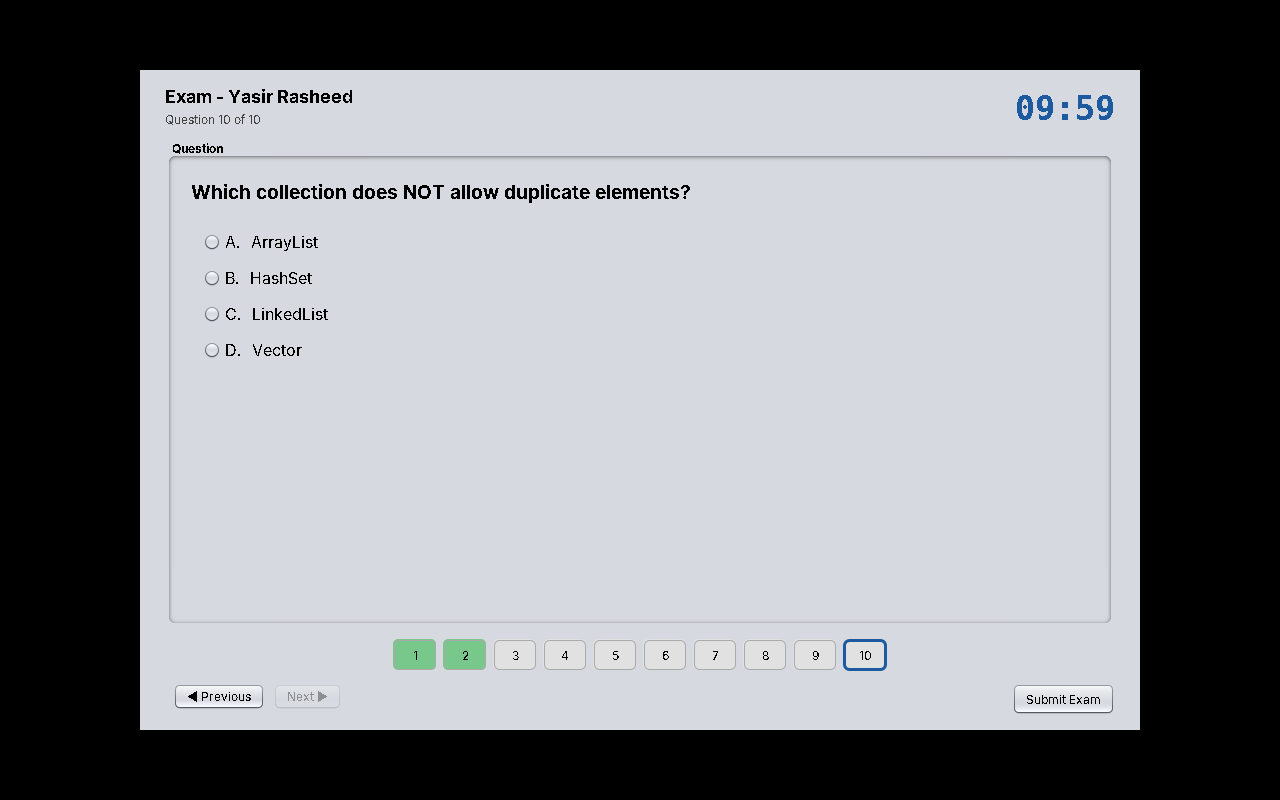 Exam - Yasir Rasheed
09:59
Question 10 of 10
Question
Which collection does NOT allow duplicate elements?
A. ArrayList
B. HashSet
C. LinkedList
D. Vector
1 2 3 4 5 6 7 8 9 10
◀ Previous Next ▶ Submit Exam